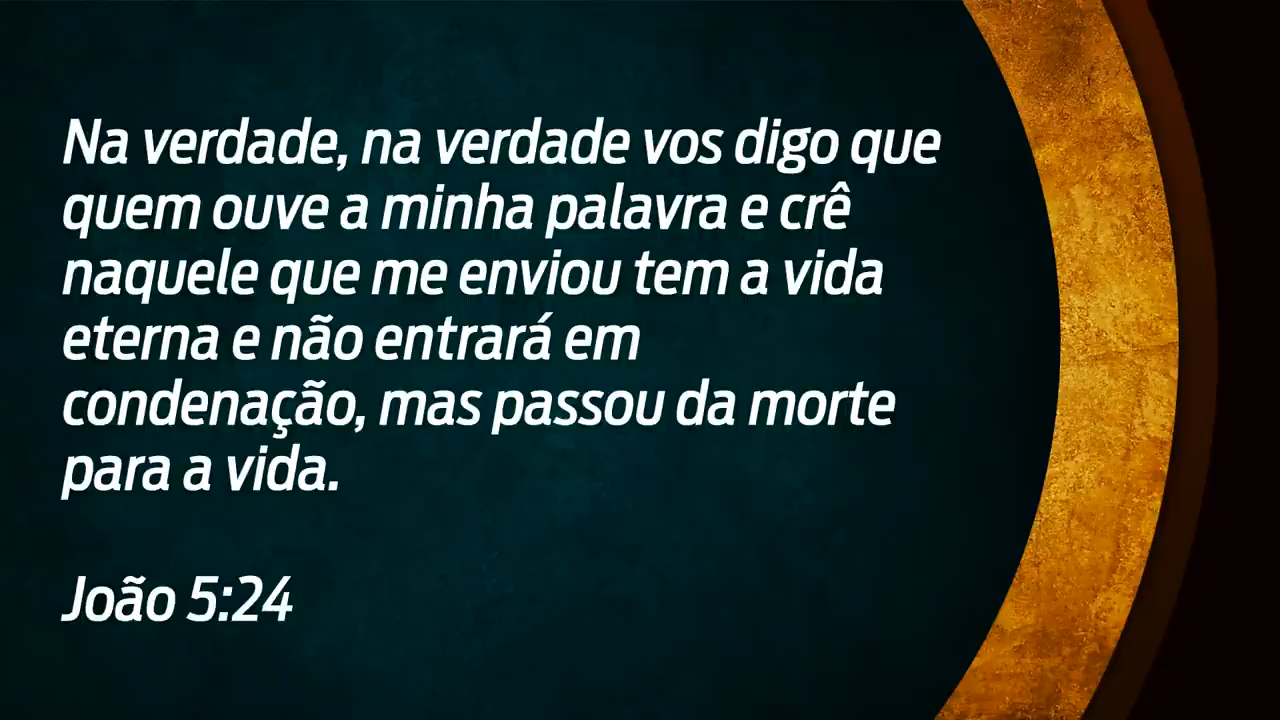 Na verdade, na verdade vos digo que
quem ouve a minha palavra e crê
naquele que me enviou tem a vida
eterna e não entrará em
condenação, mas passou da morte
para a vida.
João 5:24